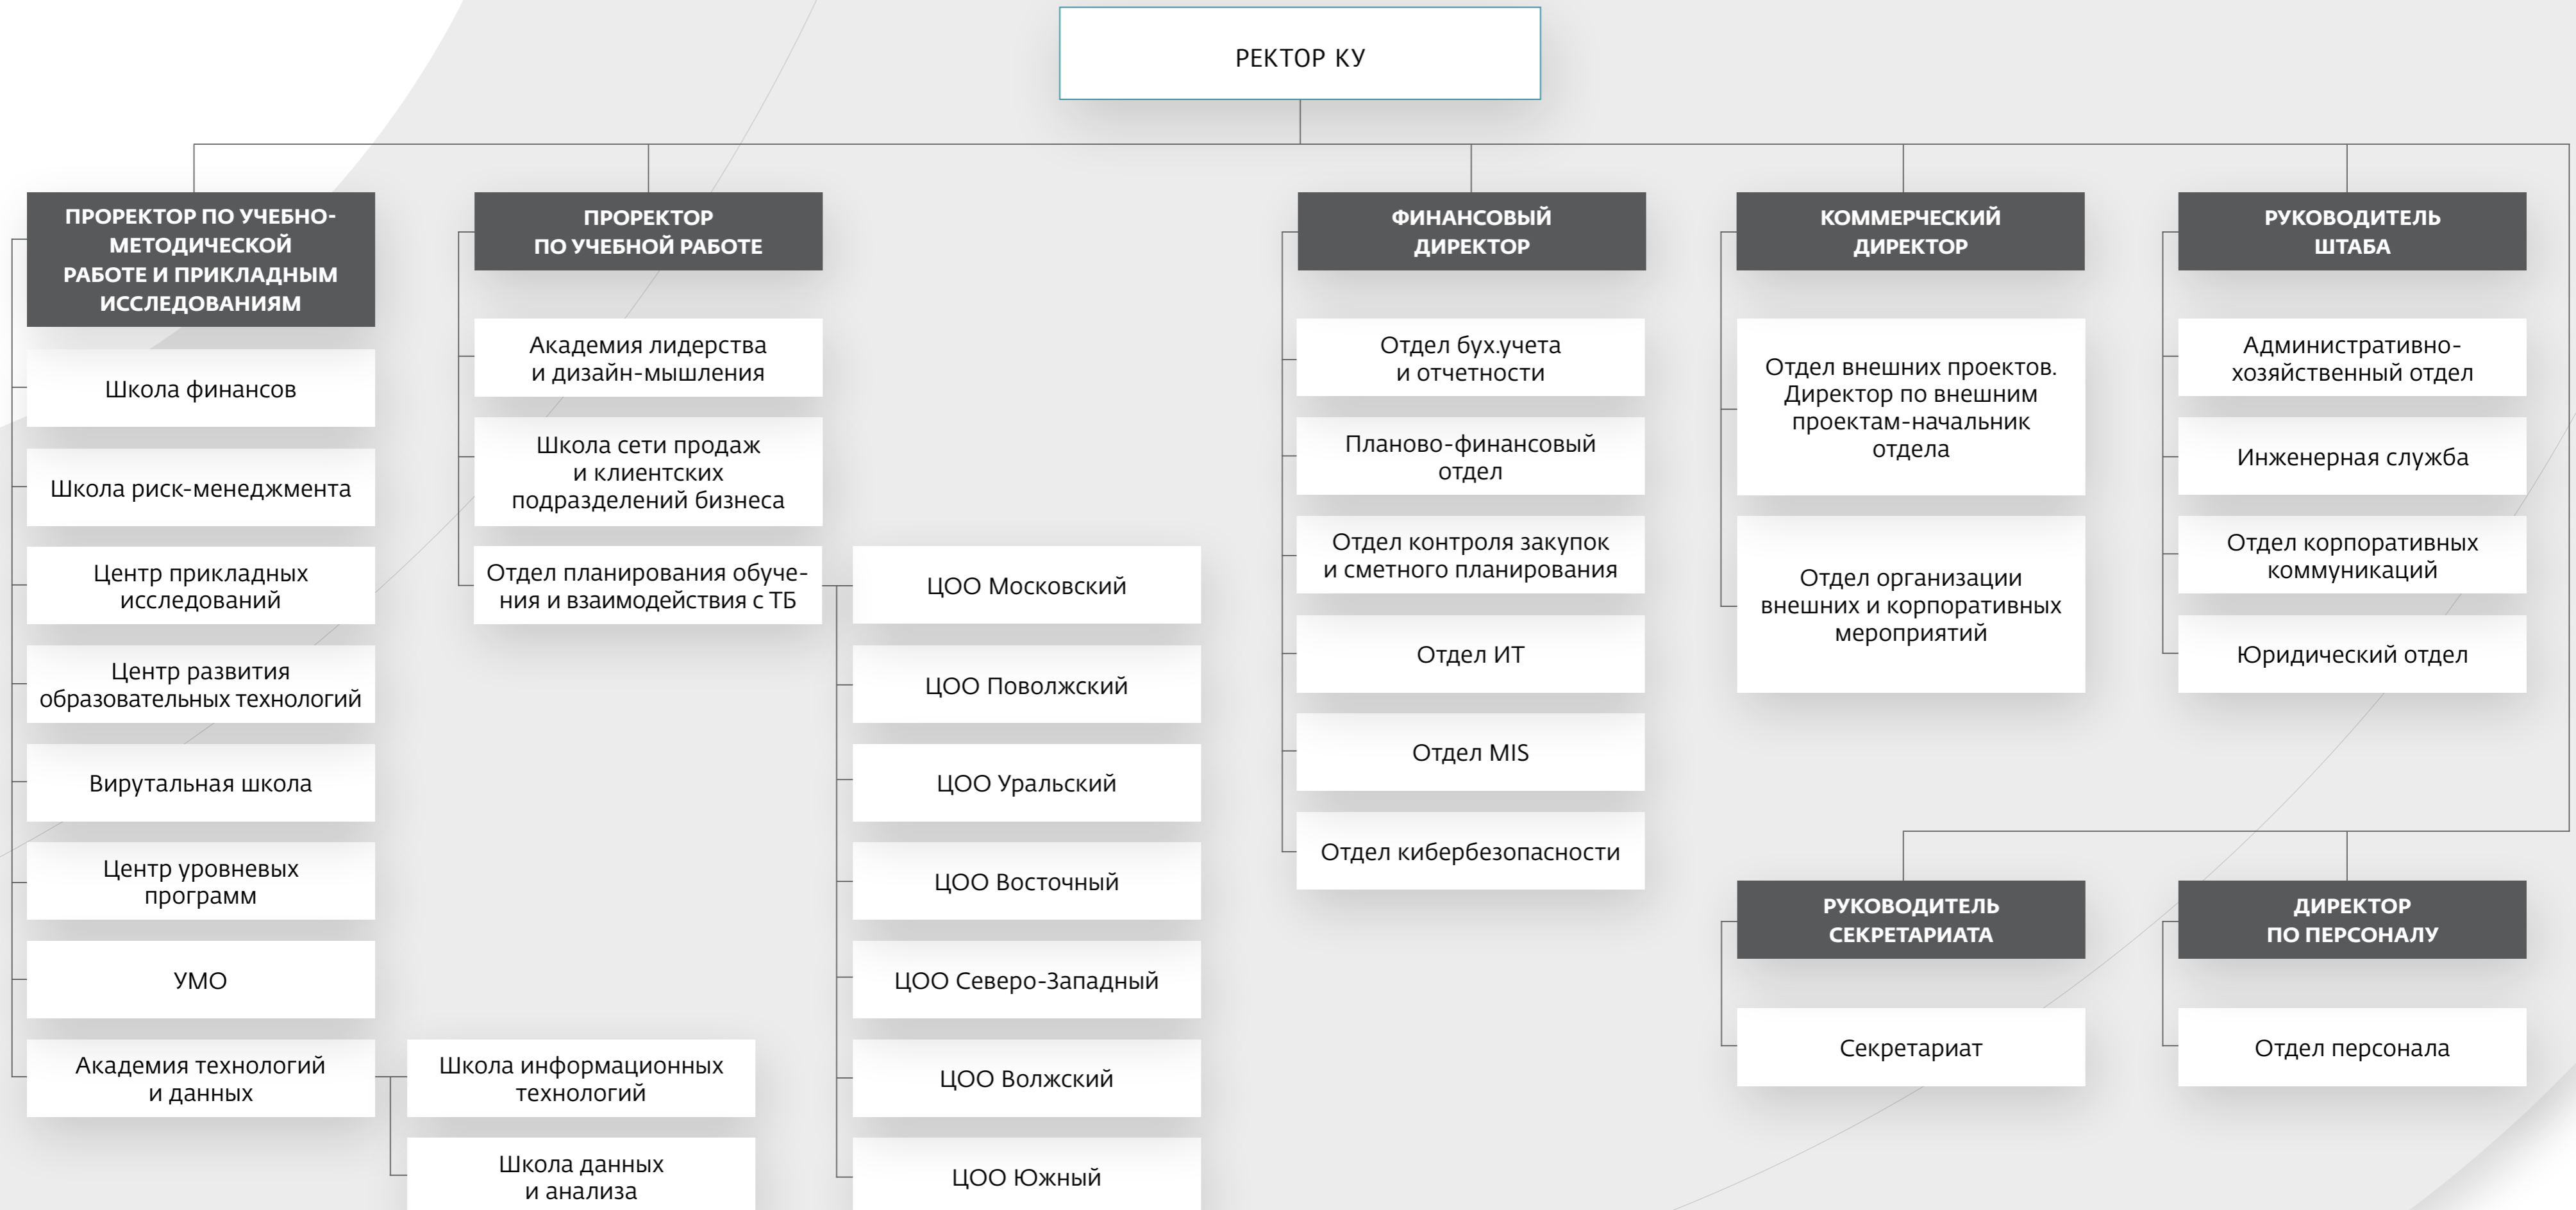 РЕКТОР КУ
ПРОРЕКТОР ПО УЧЕБНО-
МЕТОДИЧЕСКОЙ
РАБОТЕ И ПРИКЛАДНЫМ
ИССЛЕДОВАНИЯМ
Школа финансов
Школа риск-менеджмента
Центр прикладных
исследований
Центр развития
образовательных технологий
Вирутальная школа
Центр уровневых
программ
УМО
Академия технологий
и данных
Школа информационных
технологий
Школа данных
и анализа
ПРОРЕКТОР
ПО УЧЕБНОЙ РАБОТЕ
Академия лидерства
и дизайн-мышления
Школа сети продаж
и клиентских
подразделений бизнеса
Отдел планирования обуче-
ния и взаимодействия с ТБ
ЦОО Московский
ЦОО Поволжский
ЦОО Уральский
ЦОО Восточный
ЦОО Северо-Западный
ЦОО Волжский
ЦОО Южный
ФИНАНСОВЫЙ
ДИРЕКТОР
Отдел бух.учета
и отчетности
Планово-финансовый
отдел
Отдел контроля закупок
и сметного планирования
Отдел ИТ
Отдел MIS
Отдел кибербезопасности
КОММЕРЧЕСКИЙ
ДИРЕКТОР
Отдел внешних проектов.
Директор по внешним
проектам-начальник
отдела
Отдел организации
внешних и корпоративных
мероприятий
РУКОВОДИТЕЛЬ
ШТАБА
Административно-
хозяйственный отдел
Инженерная служба
Отдел корпоративных
коммуникаций
Юридический отдел
РУКОВОДИТЕЛЬ
СЕКРЕТАРИАТА
Секретариат
ДИРЕКТОР
ПО ПЕРСОНАЛУ
Отдел персонала